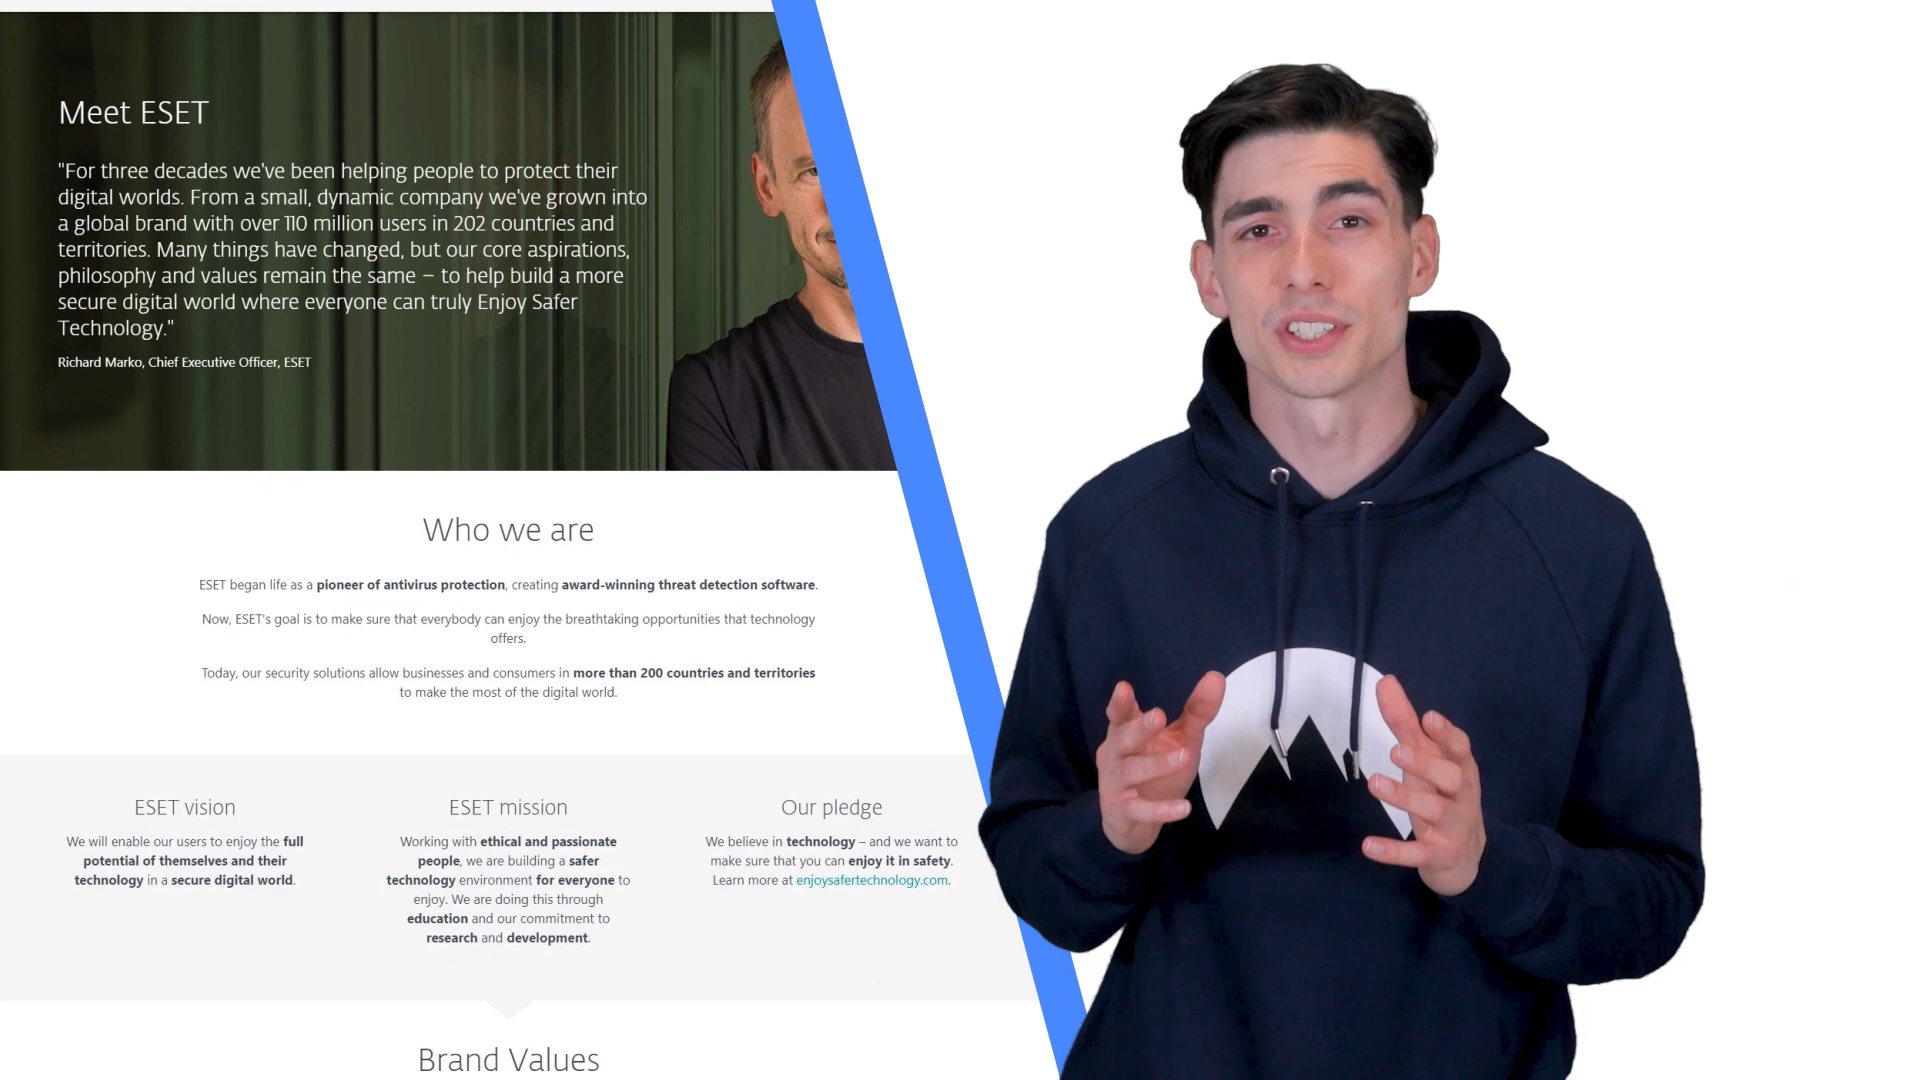 Meet ESET
"For three decades we've been helping people to protect their
digital worlds. From a small, dynamic company we've grown into
a global brand with over 110 million users in 202 countries and
territories. Many things have changed, but our core aspirations,
philosophy and values remain the same – to help build a more
secure digital world where everyone can truly Enjoy Safer
Technology."
Richard Marko, Chief Executive Officer, ESET
Who we are
ESET began life as a pioneer of antivirus protection, creating award-winning threat detection software.
Now, ESET's goal is to make sure that everybody can enjoy the breathtaking opportunities that technology
offers.
Today, our security solutions allow businesses and consumers in more than 200 countries and territories
to make the most of the digital world.
ESET vision
We will enable our users to enjoy the full
potential of themselves and their
technology in a secure digital world.
ESET mission
Working with ethical and passionate
people, we are building a safer
technology environment for everyone to
enjoy. We are doing this through
education and our commitment to
research and development.
Our pledge
We believe in technology – and we want to
make sure that you can enjoy it in safety.
Learn more at enjoysafertechnology.com.
Brand Values